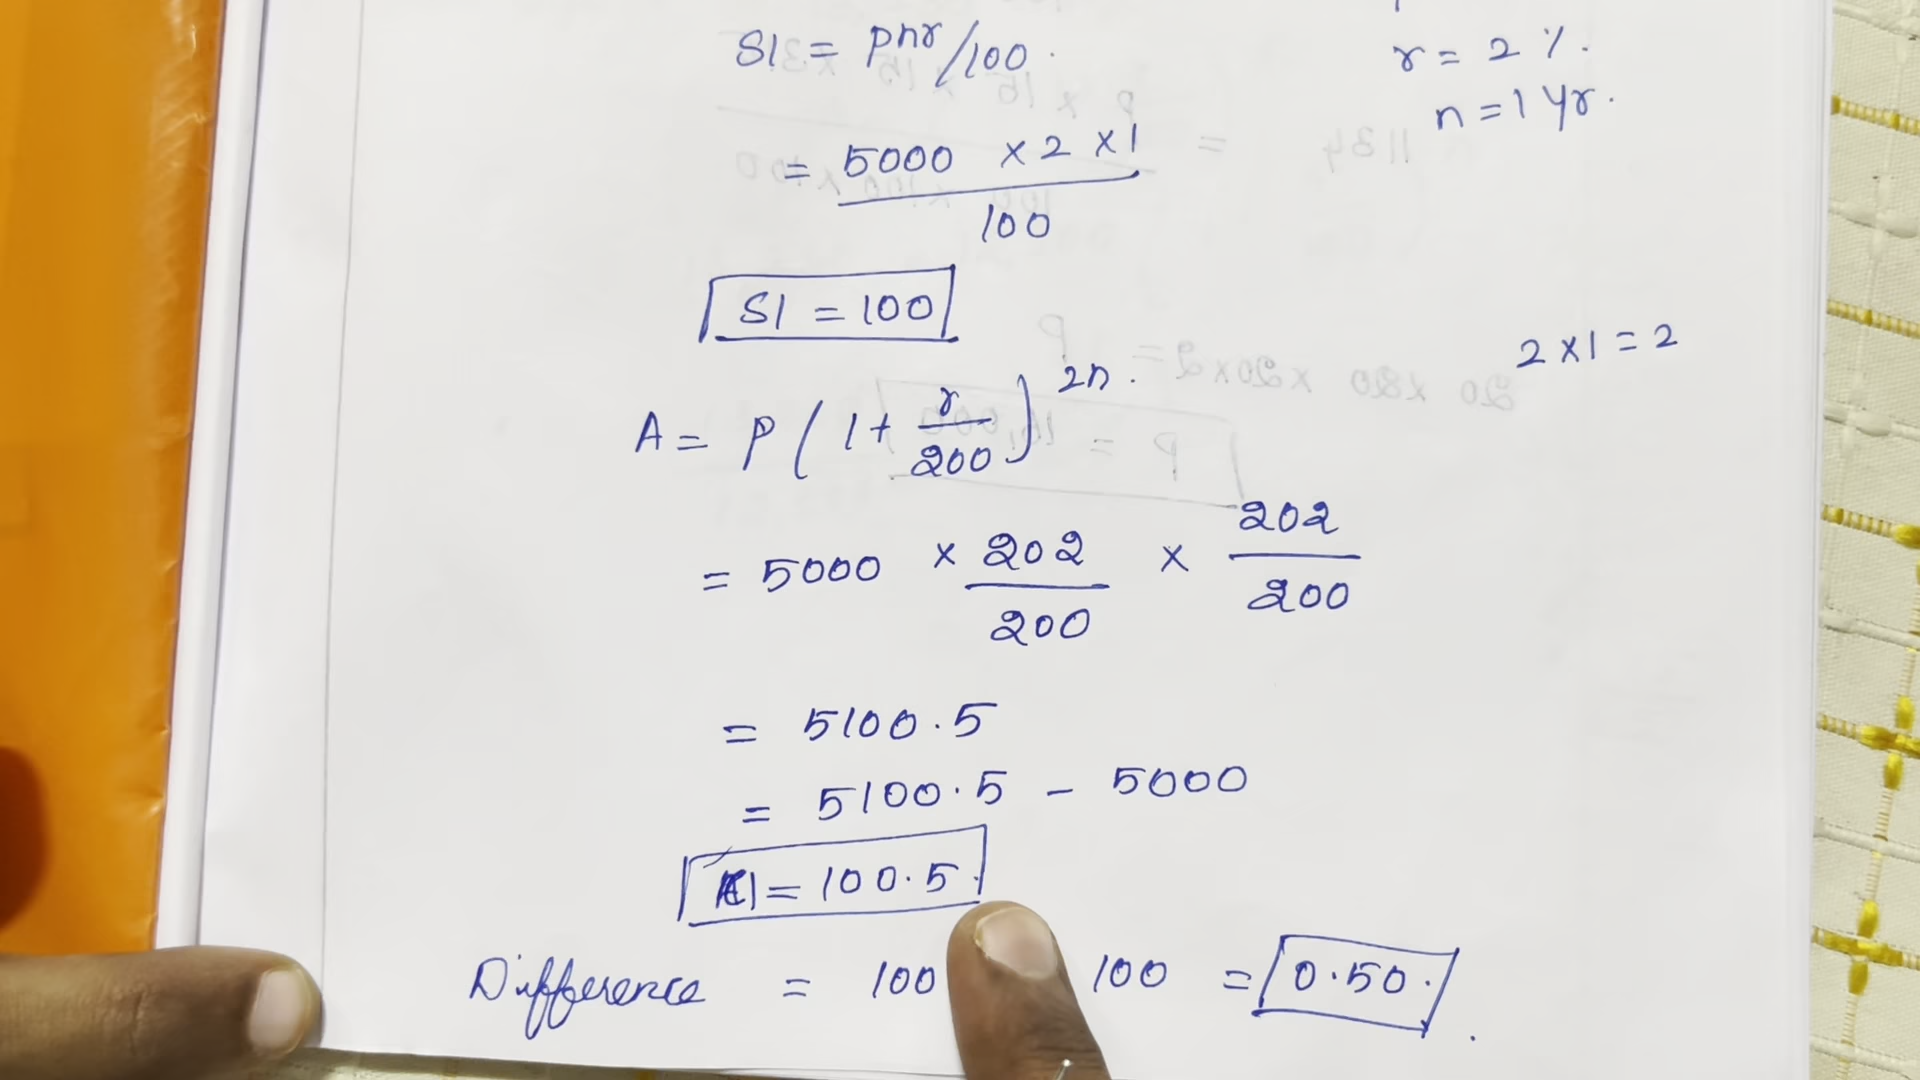 SI = pnr/100.
r = 2 %.
n = 1 yr.
= 5000 × 2 × 1
100
SI = 100
2 × 1 = 2
A = P ( 1 + r/200 ) 2n.
= 5000 × 202/200 × 202/200
= 5100.5
= 5100.5 - 5000
CI = 100.5.
Difference = 100 100 = 0.50.